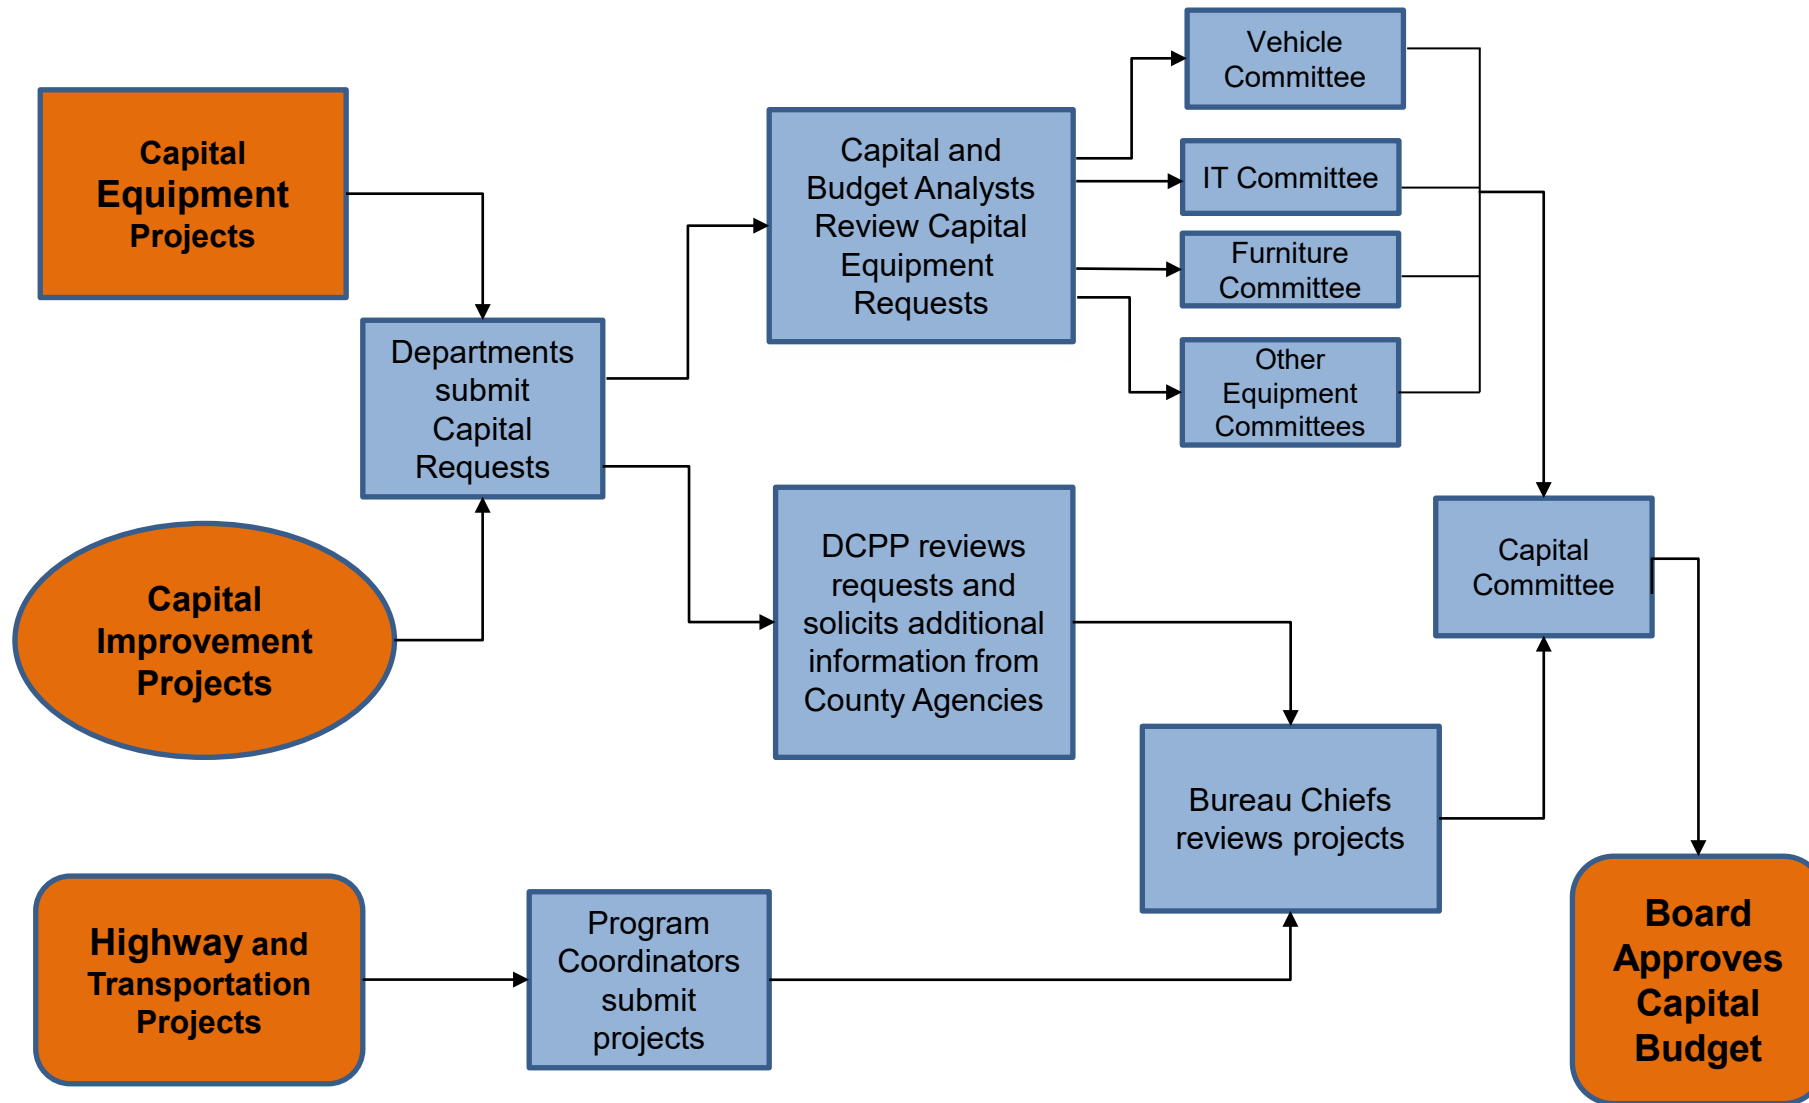 Capital
Equipment
Projects
Capital
Improvement
Projects
Highway and
Transportation
Projects
Departments
submit
Capital
Requests
Program
Coordinators
submit
projects
Capital and
Budget Analysts
Review Capital
Equipment
Requests
DCPP reviews
requests and
solicits additional
information from
County Agencies
Vehicle
Committee
IT Committee
Furniture
Committee
Other
Equipment
Committees
Bureau Chiefs
reviews projects
Capital
Committee
Board
Approves
Capital
Budget